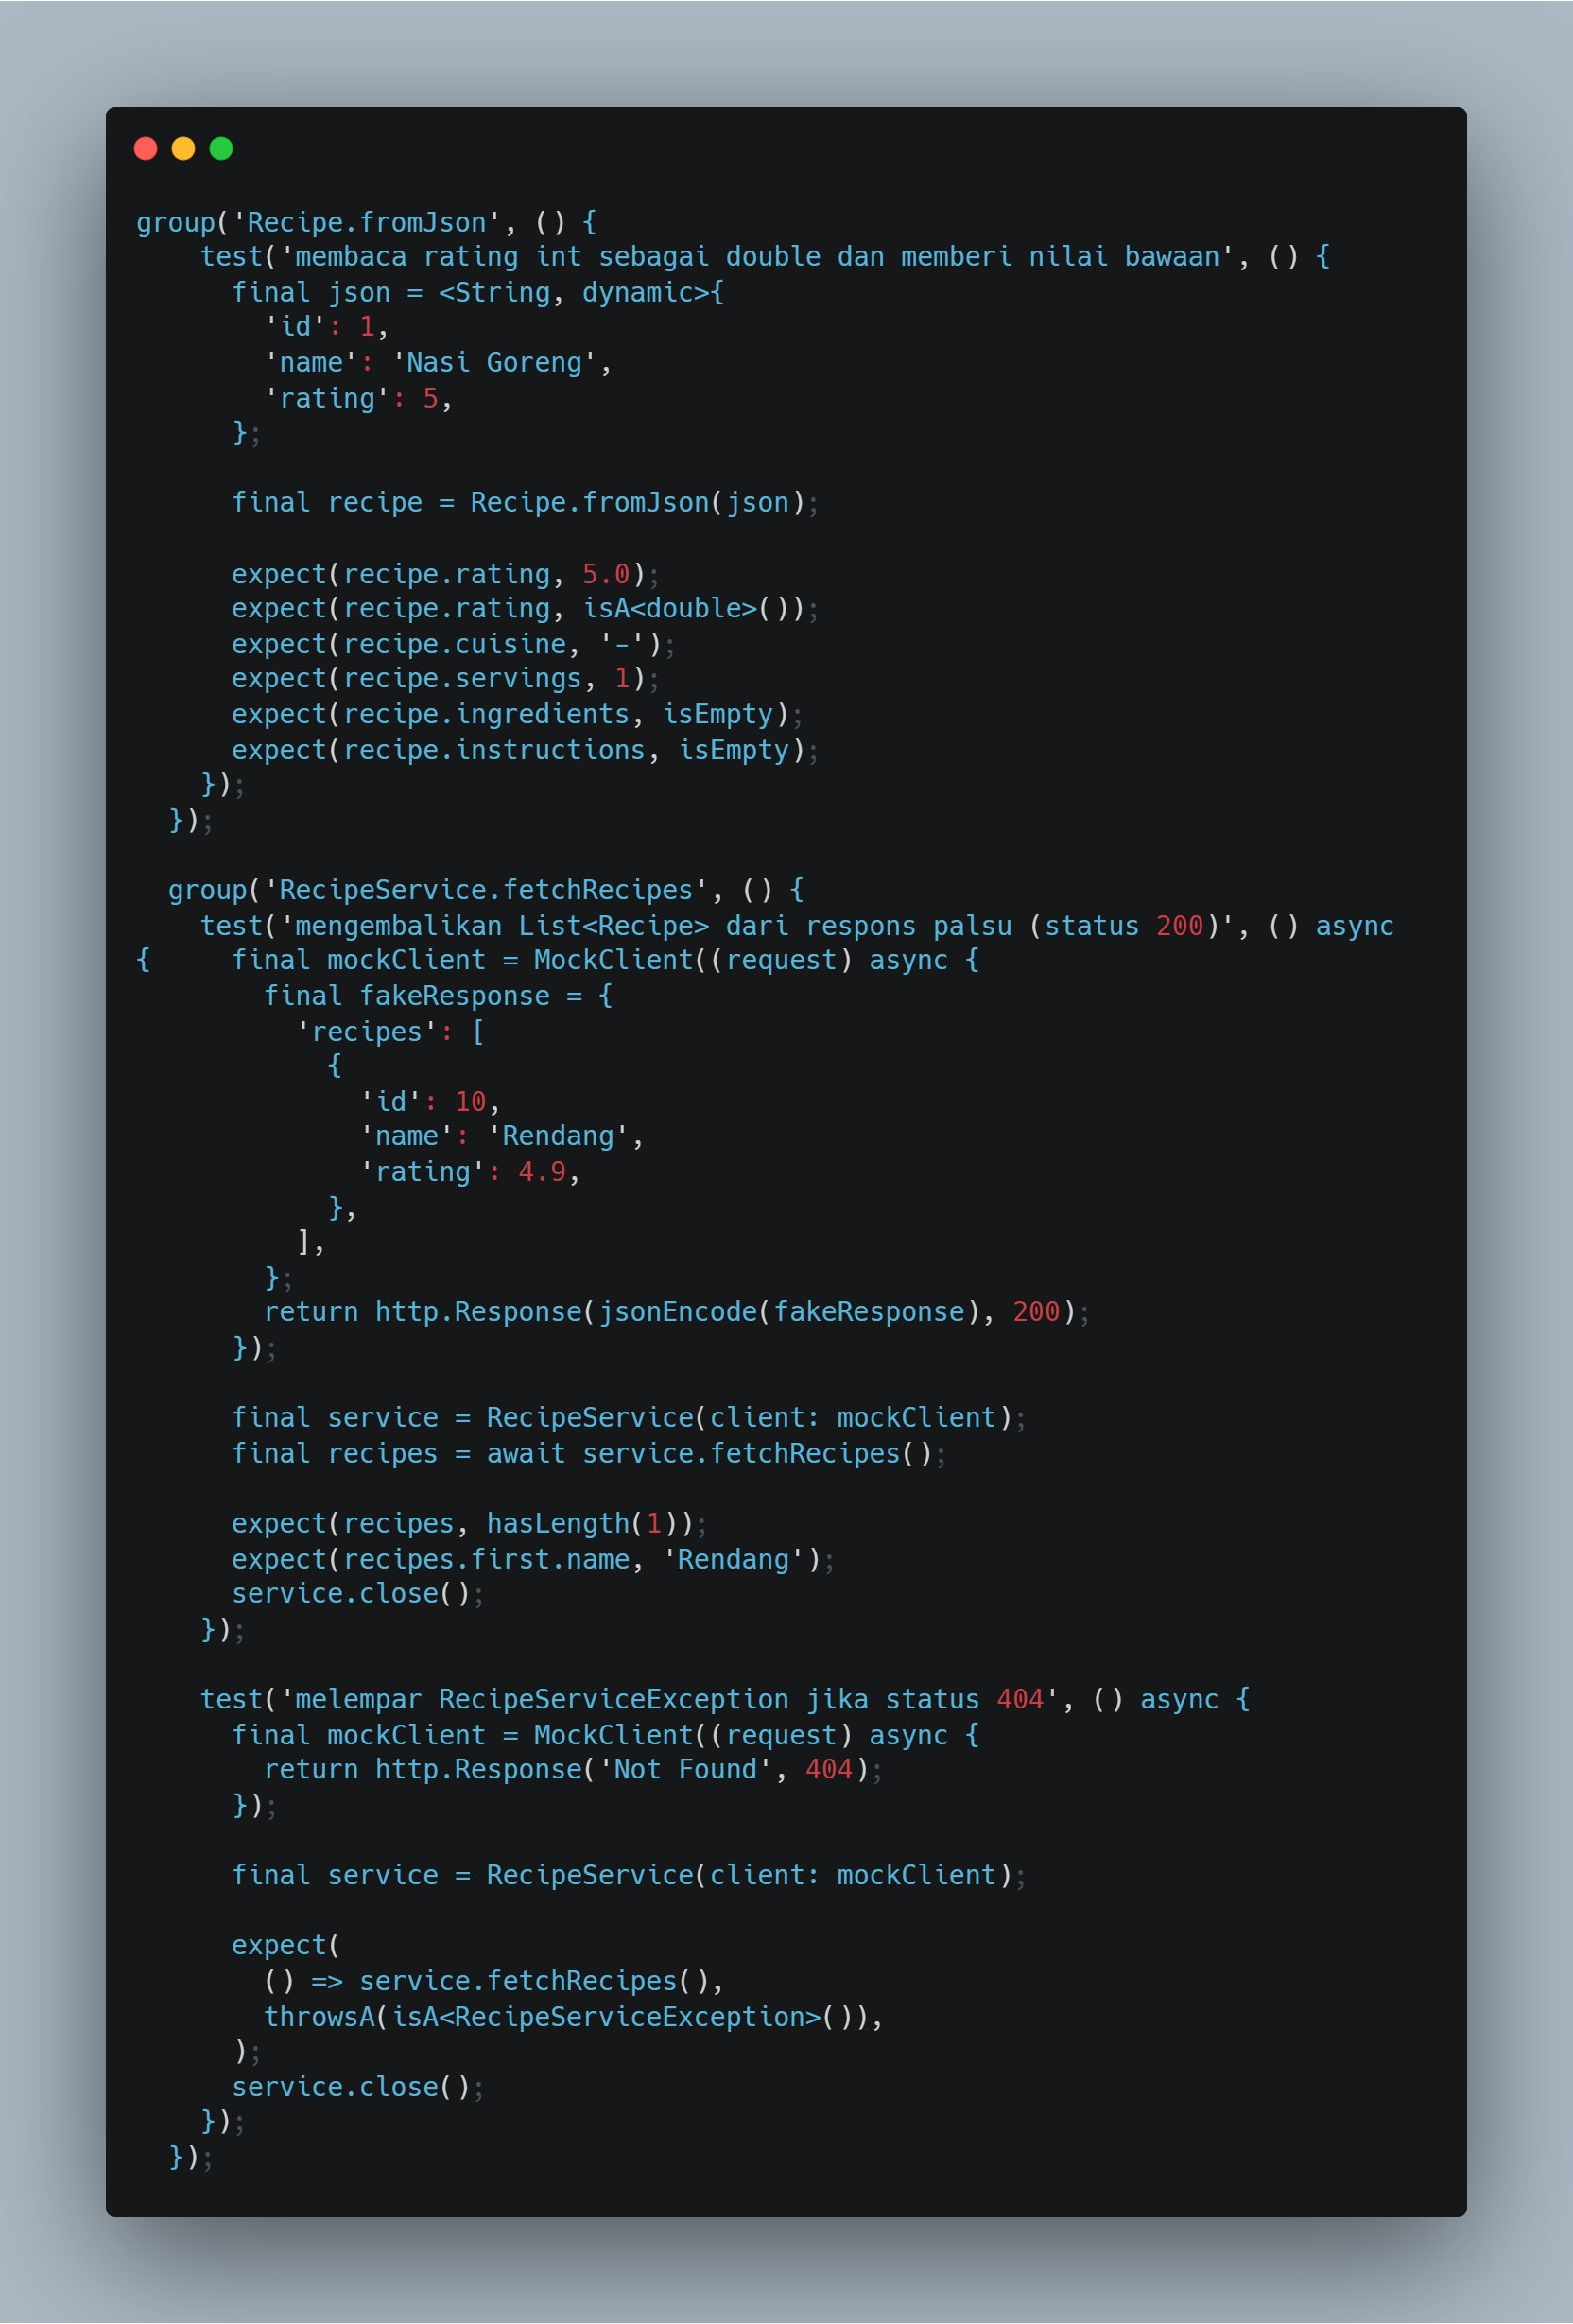 group('Recipe.fromJson', () {
    test('membaca rating int sebagai double dan memberi nilai bawaan', () {
      final json = <String, dynamic>{
        'id': 1,
        'name': 'Nasi Goreng',
        'rating': 5,
      };

      final recipe = Recipe.fromJson(json);

      expect(recipe.rating, 5.0);
      expect(recipe.rating, isA<double>());
      expect(recipe.cuisine, '-');
      expect(recipe.servings, 1);
      expect(recipe.ingredients, isEmpty);
      expect(recipe.instructions, isEmpty);
    });
  });

  group('RecipeService.fetchRecipes', () {
    test('mengembalikan List<Recipe> dari respons palsu (status 200)', () async
{     final mockClient = MockClient((request) async {
        final fakeResponse = {
          'recipes': [
            {
              'id': 10,
              'name': 'Rendang',
              'rating': 4.9,
            },
          ],
        };
        return http.Response(jsonEncode(fakeResponse), 200);
      });

      final service = RecipeService(client: mockClient);
      final recipes = await service.fetchRecipes();

      expect(recipes, hasLength(1));
      expect(recipes.first.name, 'Rendang');
      service.close();
    });

    test('melempar RecipeServiceException jika status 404', () async {
      final mockClient = MockClient((request) async {
        return http.Response('Not Found', 404);
      });

      final service = RecipeService(client: mockClient);

      expect(
        () => service.fetchRecipes(),
        throwsA(isA<RecipeServiceException>()),
      );
      service.close();
    });
  });